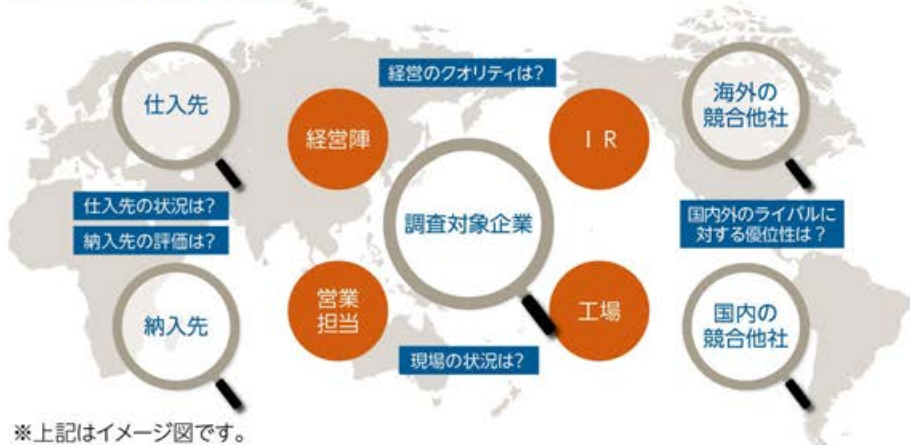 経営のクオリティは?
仕入先
経営陣
IR
海外の
競合他社
調査対象企業
仕入先の状況は?
納入先の評価は?
国内外のライバルに
対する優位性は?
納入先
営業
担当
工場
国内の
競合他社
現場の状況は?
※上記はイメージ図です。